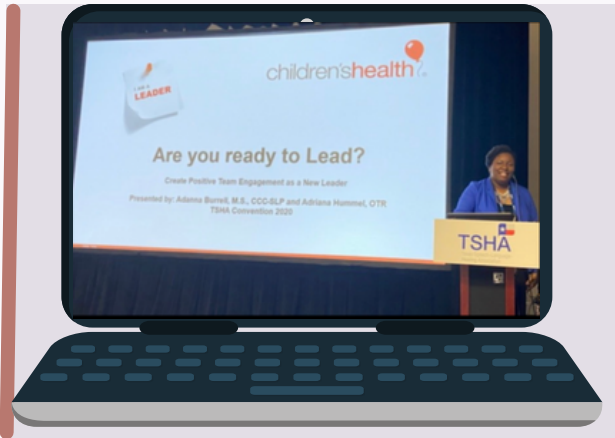 I AM A
LEADER
children'shealth
Are you ready to Lead?
Create Positive Team Engagement as a New Leader
Presented by: Adanna Burrell, M.S., CCC-SLP and Adriana Hummel, OTR
TSHA Convention 2020
TSHA